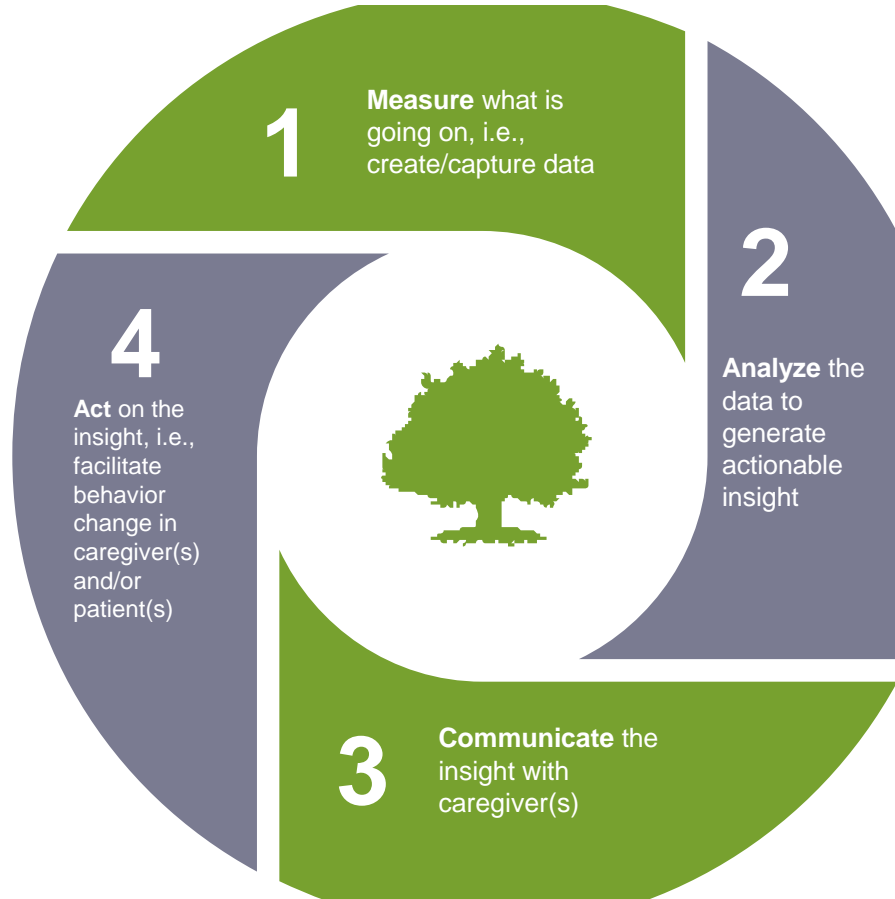 1
Measure what is
going on, i.e.,
create/capture data
2
Analyze the
data to
generate
actionable
insight
3
Communicate the
insight with
caregiver(s)
4
Act on the
insight, i.e.,
facilitate
behavior
change in
caregiver(s)
and/or
patient(s)